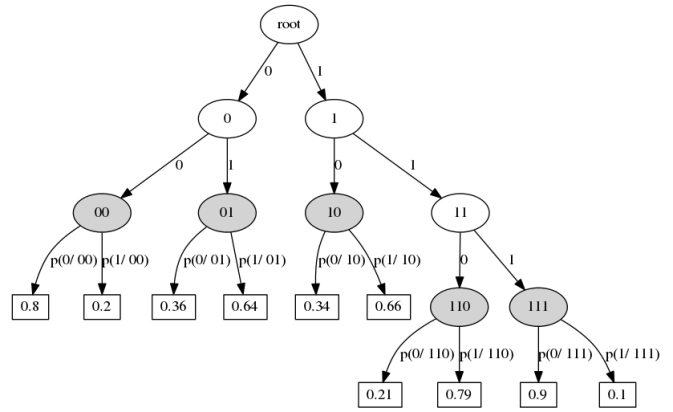 root
0 1
0 1
0 1 0 1
00 01 10 11
p(0/ 00) p(1/ 00) p(0/ 01) p(1/ 01) p(0/ 10) p(1/ 10) 0 1
0.8 0.2 0.36 0.64 0.34 0.66 110 111
p(0/ 110) p(1/ 110) p(0/ 111) p(1/ 111)
0.21 0.79 0.9 0.1